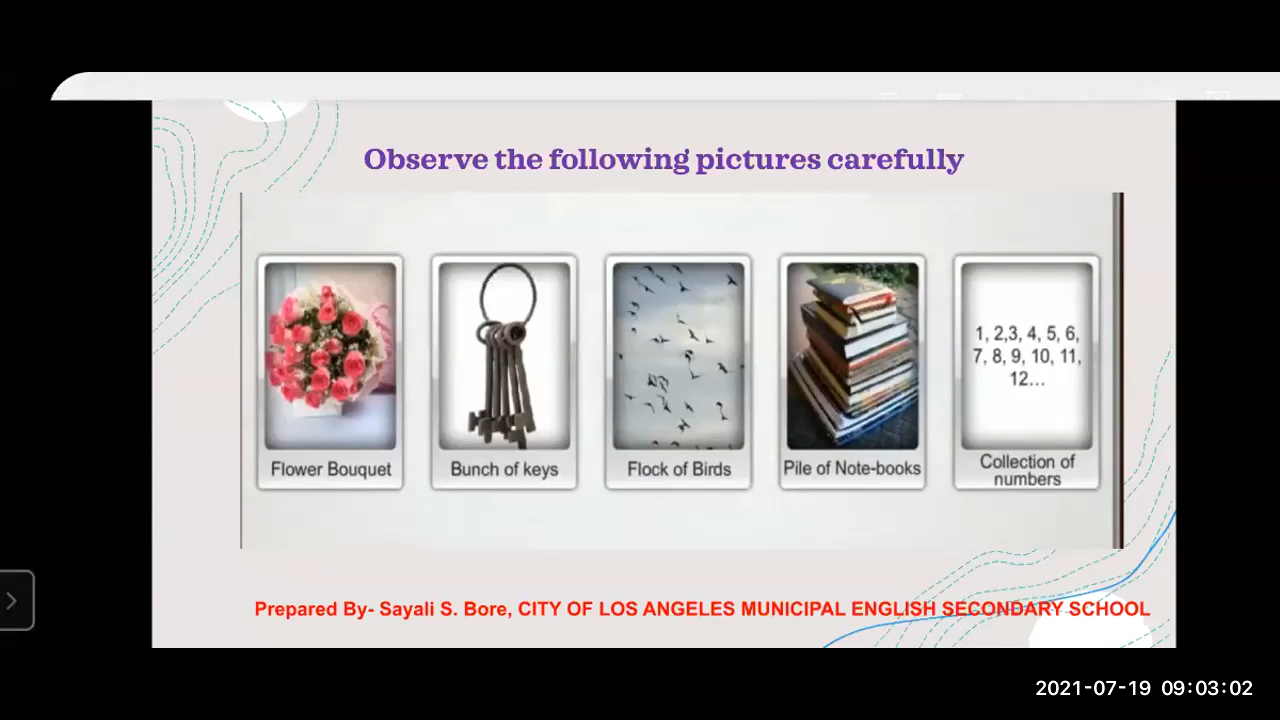 Observe the following pictures carefully
1, 2,3, 4, 5, 6,
7, 8, 9, 10, 11,
12...
Flower Bouquet
Bunch of keys
Flock of Birds
Pile of Note-books
Collection of
numbers
Prepared By- Sayali S. Bore, CITY OF LOS ANGELES MUNICIPAL ENGLISH SECONDARY SCHOOL
2021-07-19 09:03:02